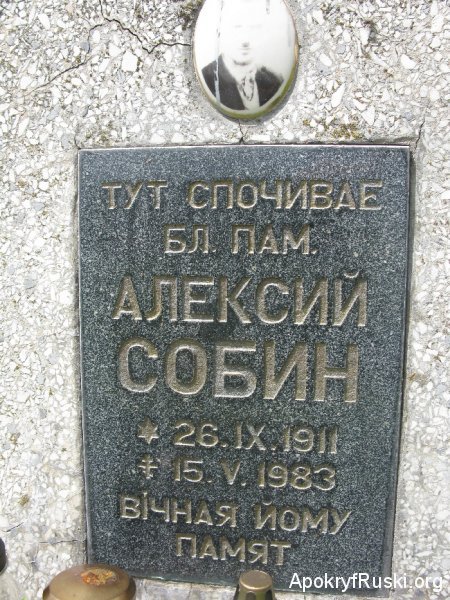 ТУТ СПОЧИВАЕ
БЛ. ПАМ.
АЛЕКСИЙ
СОБИН
* 26.IX.1911
‡ 15.V.1983
ВІЧНАЯ ЙОМУ
ПАМЯТ
ApokryfRuski.org